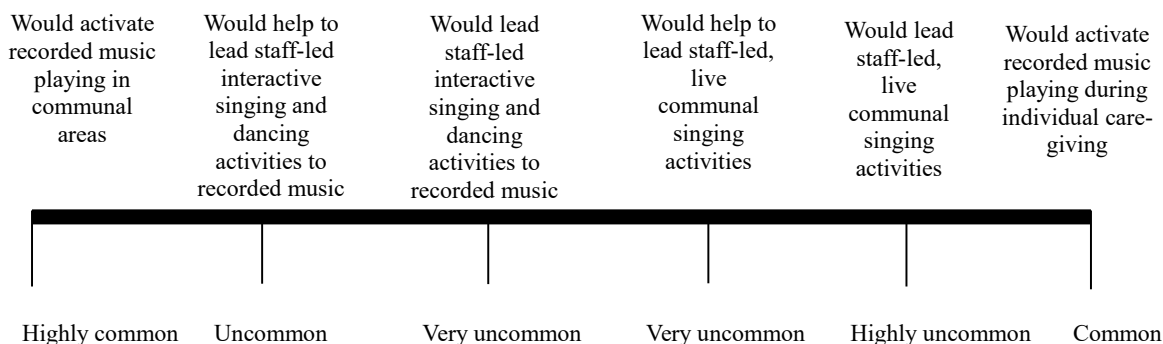 Would activate
recorded music
playing in
communal
areas
Would help to
lead staff-led
interactive
singing and
dancing
activities to
recorded music
Would lead
staff-led
interactive
singing and
dancing
activities to
recorded music
Would help to
lead staff-led,
live
communal
singing
activities
Would lead
staff-led,
live
communal
singing
activities
Would activate
recorded music
playing during
individual care-
giving
Highly common
Uncommon
Very uncommon
Very uncommon
Highly uncommon
Common